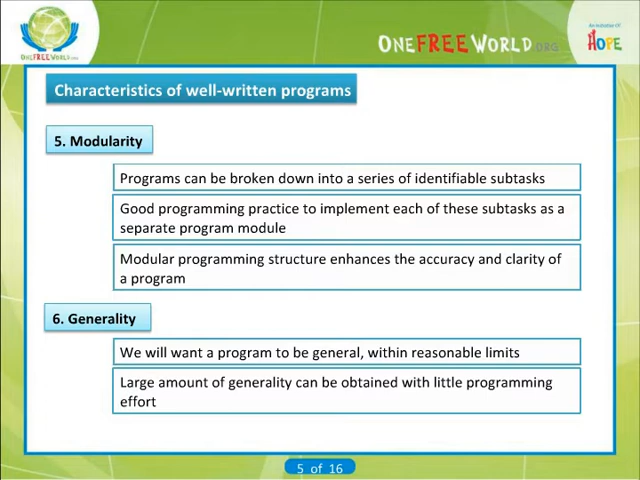 ONEFREEWORLD.ORG
An Initiative Of
HOPE
ONEFREEWORLD.ORG
Characteristics of well-written programs
5. Modularity
Programs can be broken down into a series of identifiable subtasks
Good programming practice to implement each of these subtasks as a
separate program module
Modular programming structure enhances the accuracy and clarity of
a program
6. Generality
We will want a program to be general, within reasonable limits
Large amount of generality can be obtained with little programming
effort
5 of 16